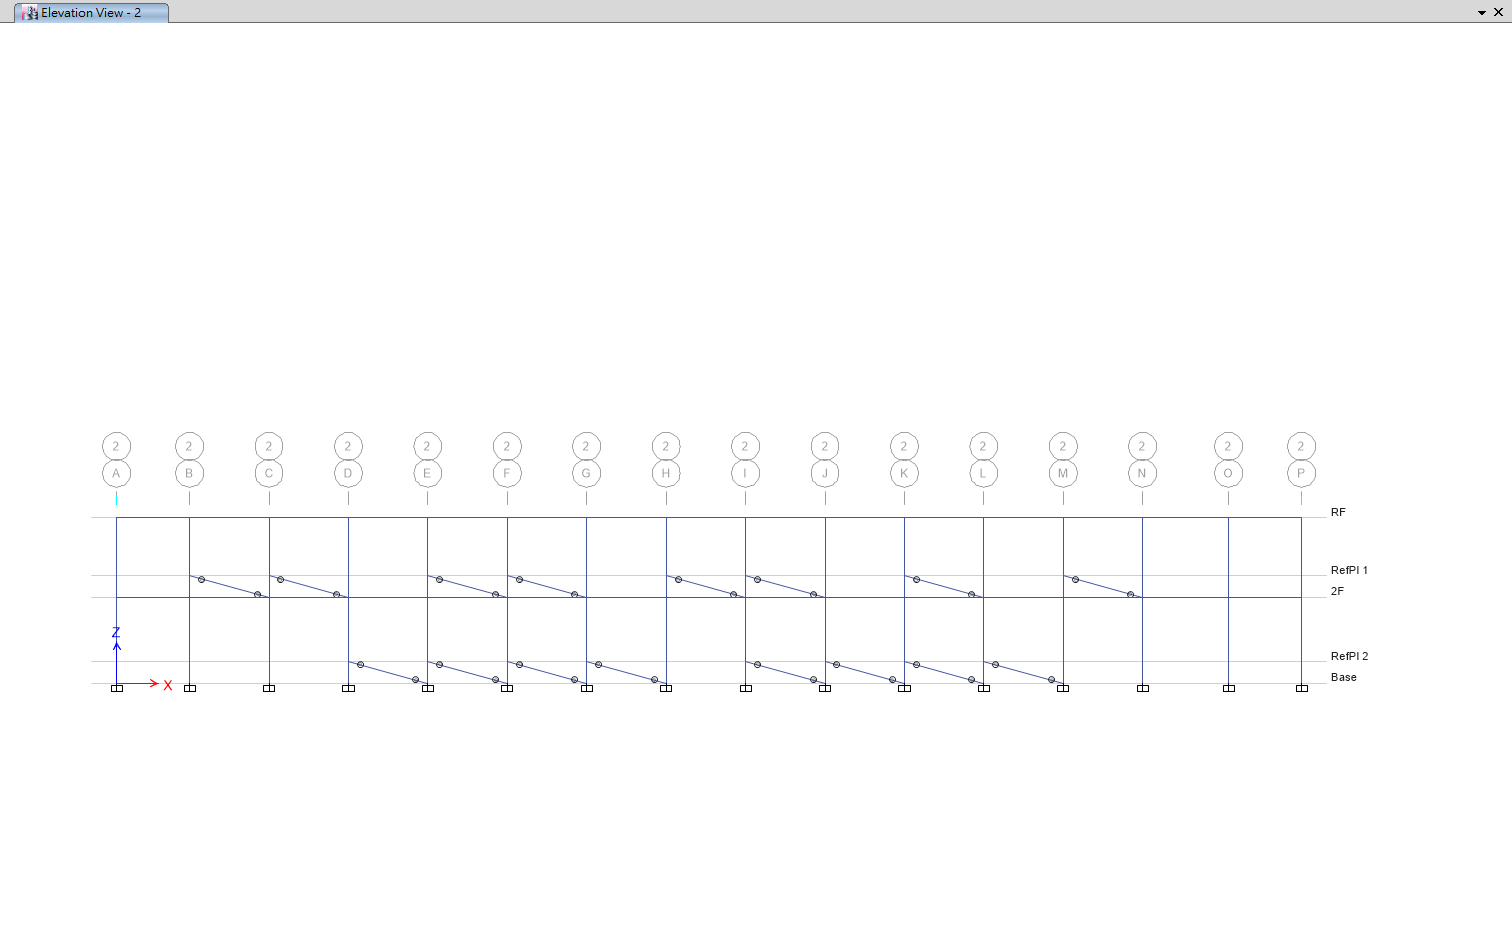 Elevation View - 2
2 2 2 2 2 2 2 2 2 2 2 2 2 2 2 2
A B C D E F G H I J K L M N O P
RF
RefPl 1
2F
Z
RefPl 2
Base
X